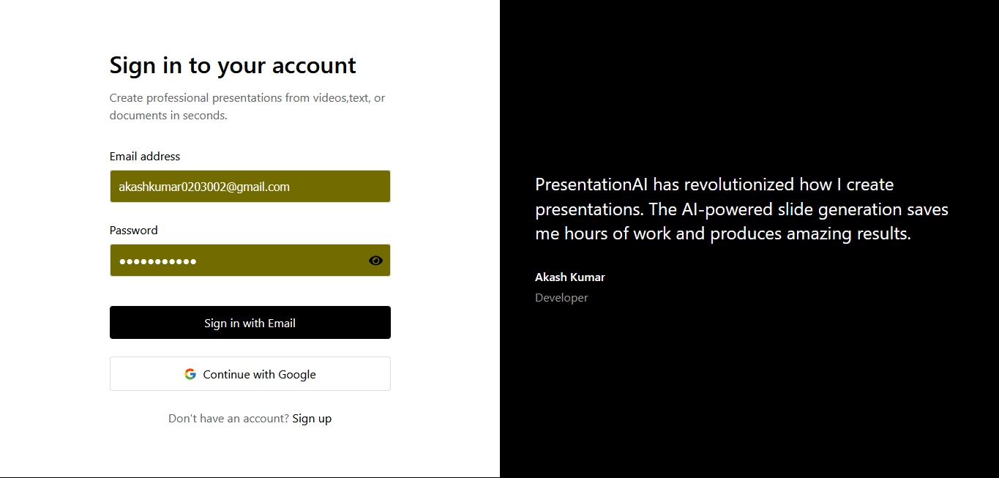 Sign in to your account
Create professional presentations from videos,text, or
documents in seconds.
Email address
akashkumar0203002@gmail.com
Password
●●●●●●●●●●●
Sign in with Email
Continue with Google
Don't have an account? Sign up
PresentationAI has revolutionized how I create
presentations. The AI-powered slide generation saves
me hours of work and produces amazing results.
Akash Kumar
Developer